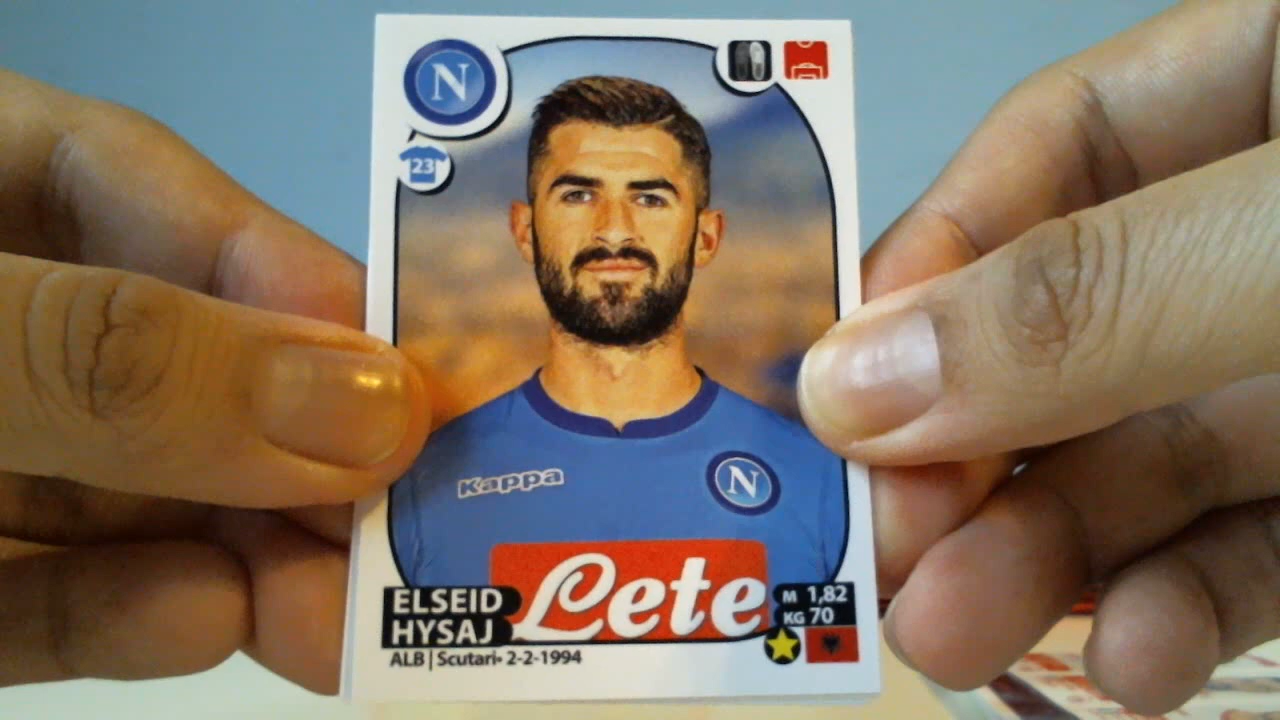 N
23
Kappa
N
Lete
ELSEID
HYSAJ
M 1,82
KG 70
ALB | Scutari• 2-2-1994